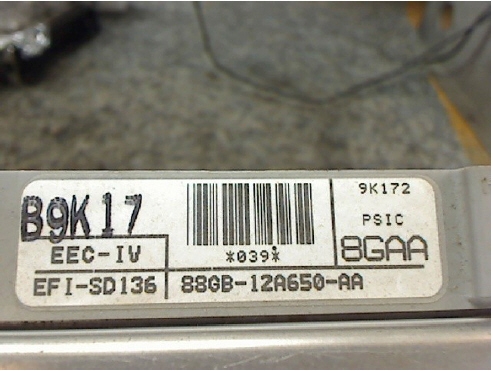 B9K17
EEC-IV
EFI-SD136
*039*
88GB-12A650-AA
9K172
PSIC
8GAA